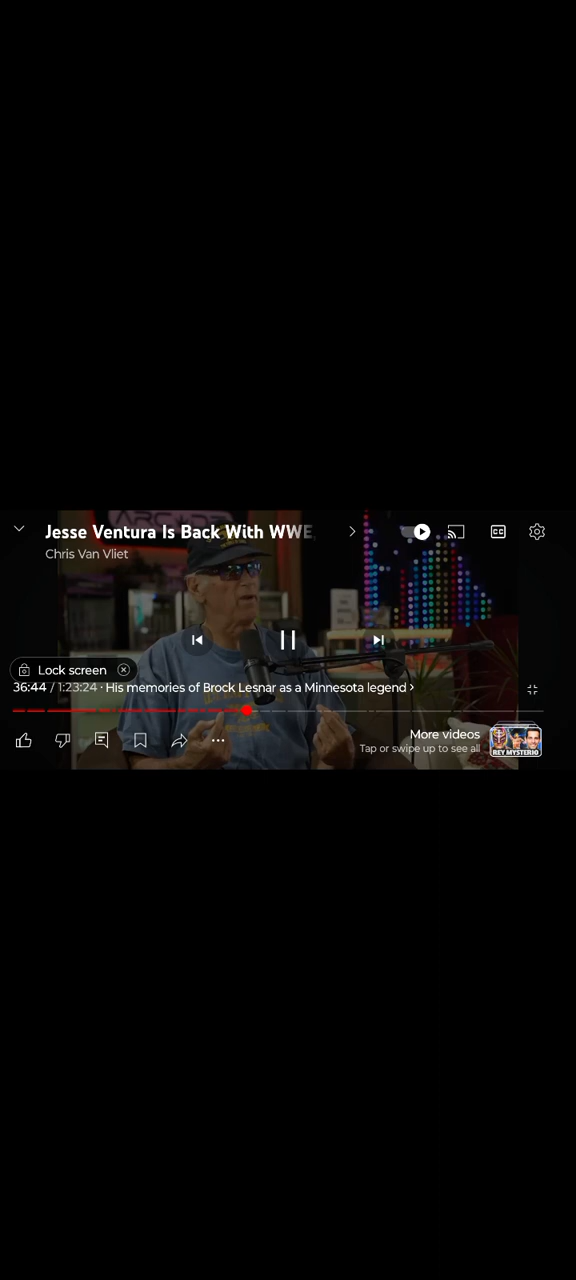 Jesse Ventura Is Back With WWE,
Chris Van Vliet
CC
Lock screen
36:44 / 1:23:24 · His memories of Brock Lesnar as a Minnesota legend
More videos
Tap or swipe up to see all
REY MYSTERIO